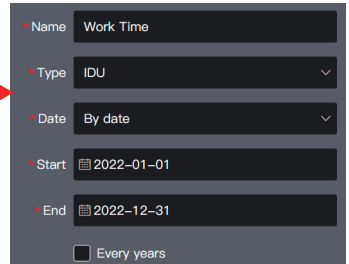 *Name Work Time
*Type IDU
*Date By date
*Start 2022-01-01
*End 2022-12-31
Every years